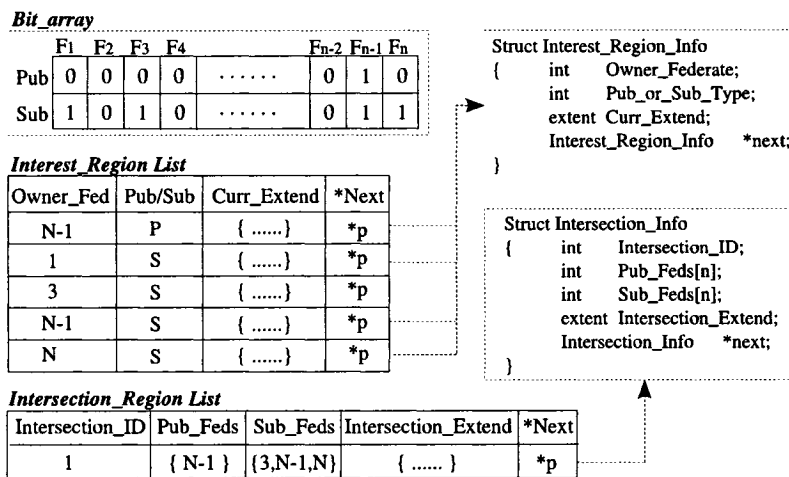 Bit_array
F1 F2 F3 F4 Fn-2 Fn-1 Fn
Pub 0 0 0 0 ...... 0 1 0
Sub 1 0 1 0 ...... 0 1 1
Interest_Region List
Owner_Fed Pub/Sub Curr_Extend *Next
N-1 P { ......} *p
1 S { ......} *p
3 S { ......} *p
N-1 S { ......} *p
N S { ......} *p
Struct Interest_Region_Info
{ int Owner_Federate;
int Pub_or_Sub_Type;
extent Curr_Extend;
Interest_Region_Info *next;
}
Struct Intersection_Info
{ int Intersection_ID;
int Pub_Feds[n];
int Sub_Feds[n];
extent Intersection_Extend;
Intersection_Info *next;
}
Intersection_Region List
Intersection_ID Pub_Feds Sub_Feds Intersection_Extend *Next
1 { N-1 } {3,N-1,N} { ...... } *p